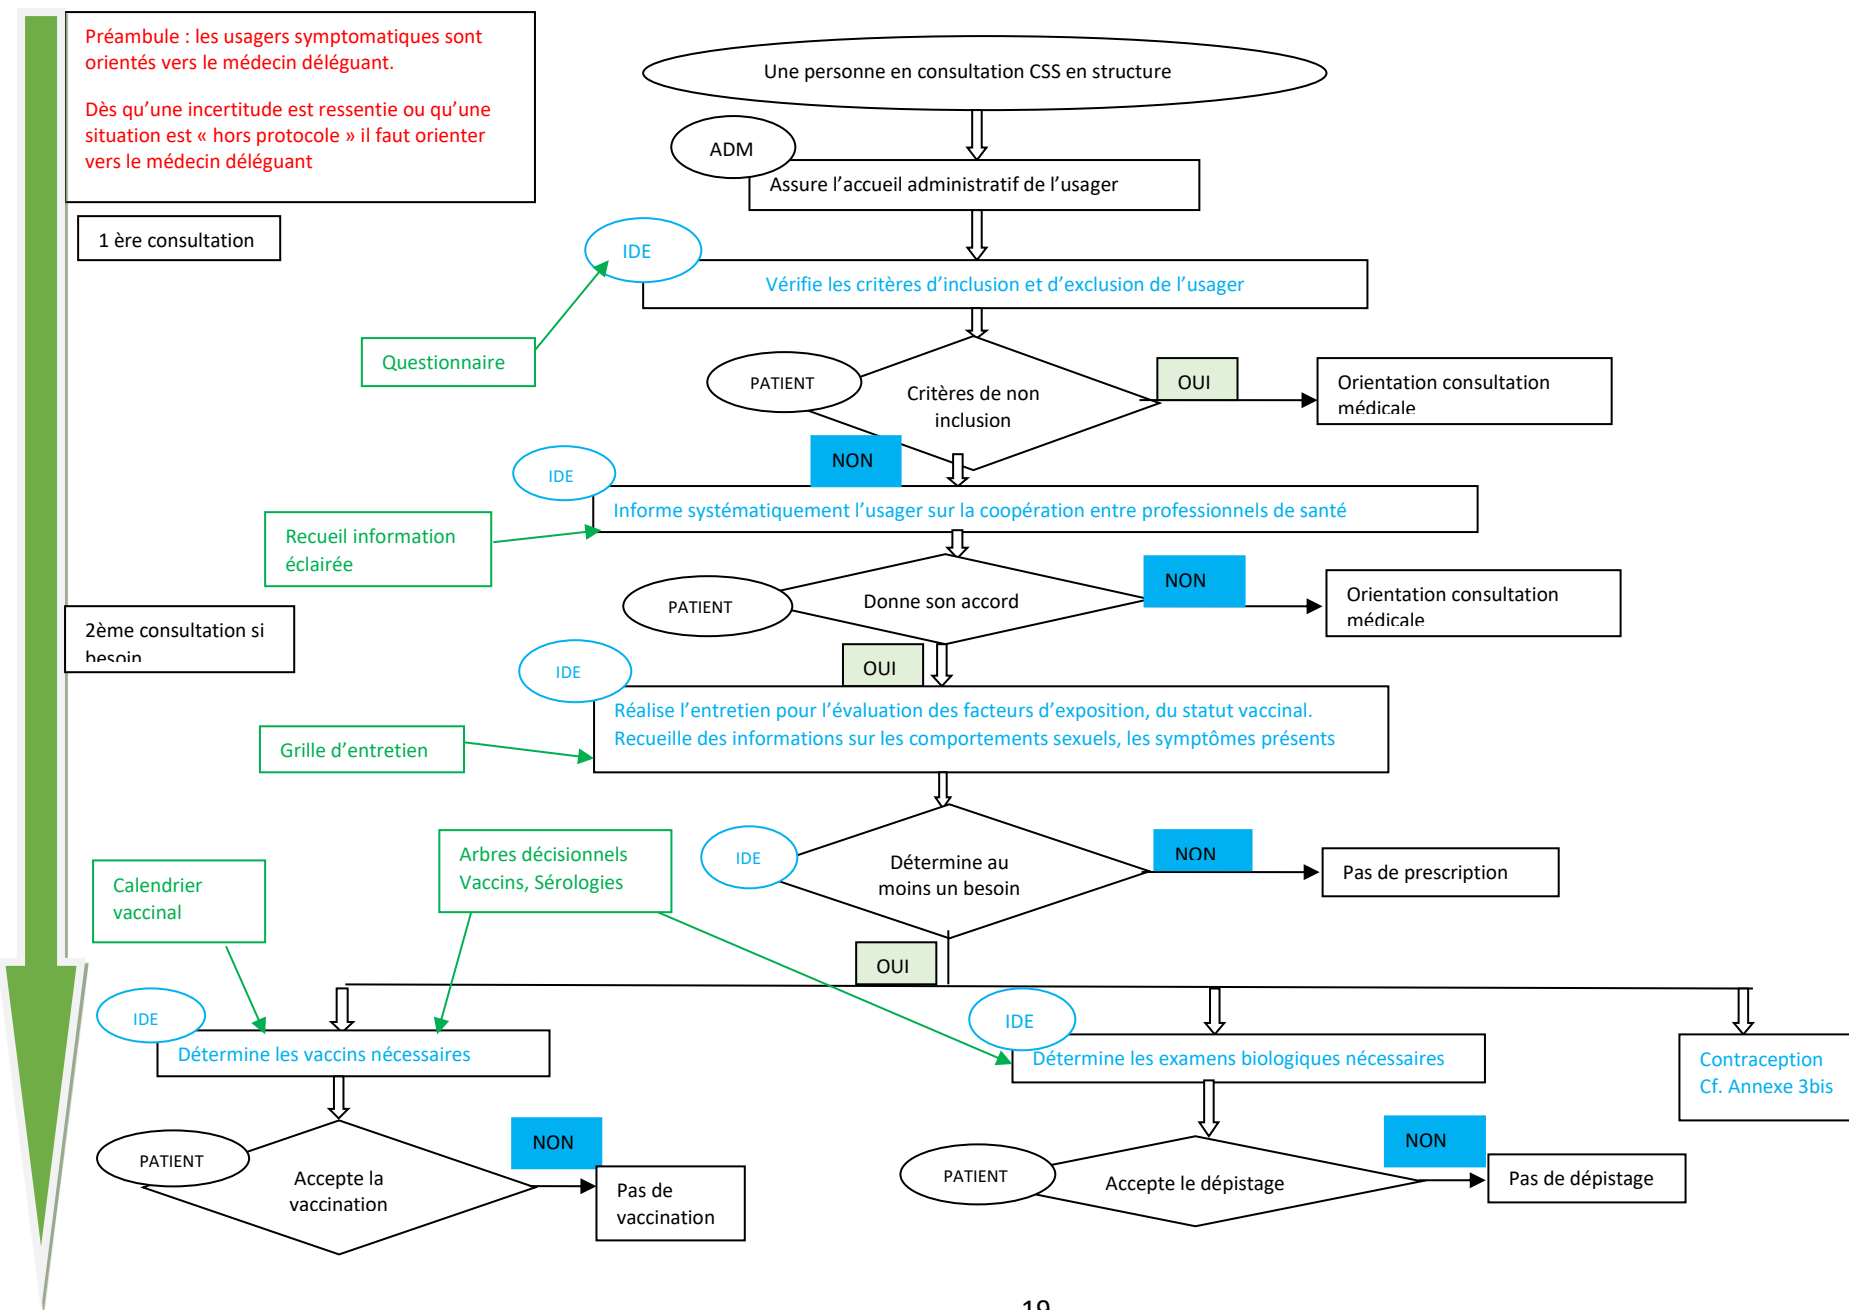 Préambule : les usagers symptomatiques sont
orientés vers le médecin déléguant.
Dès qu'une incertitude est ressentie ou qu'une
situation est « hors protocole » il faut orienter
vers le médecin déléguant
Une personne en consultation CSS en structure
ADM
Assure l'accueil administratif de l'usager
1 ère consultation
IDE
Vérifie les critères d'inclusion et d'exclusion de l'usager
Questionnaire
PATIENT
Critères de non
inclusion
OUI
Orientation consultation
médicale
NON
IDE
Informe systématiquement l'usager sur la coopération entre professionnels de santé
Recueil information
éclairée
PATIENT
Donne son accord
NON
Orientation consultation
médicale
2ème consultation si
besoin
OUI
IDE
Réalise l'entretien pour l'évaluation des facteurs d'exposition, du statut vaccinal.
Recueille des informations sur les comportements sexuels, les symptômes présents
Grille d'entretien
IDE
Détermine au
moins un besoin
NON
Pas de prescription
Arbres décisionnels
Vaccins, Sérologies
Calendrier
vaccinal
OUI
IDE
Détermine les vaccins nécessaires
IDE
Détermine les examens biologiques nécessaires
Contraception
Cf. Annexe 3bis
PATIENT
Accepte la
vaccination
NON
Pas de
vaccination
PATIENT
Accepte le dépistage
NON
Pas de dépistage
19